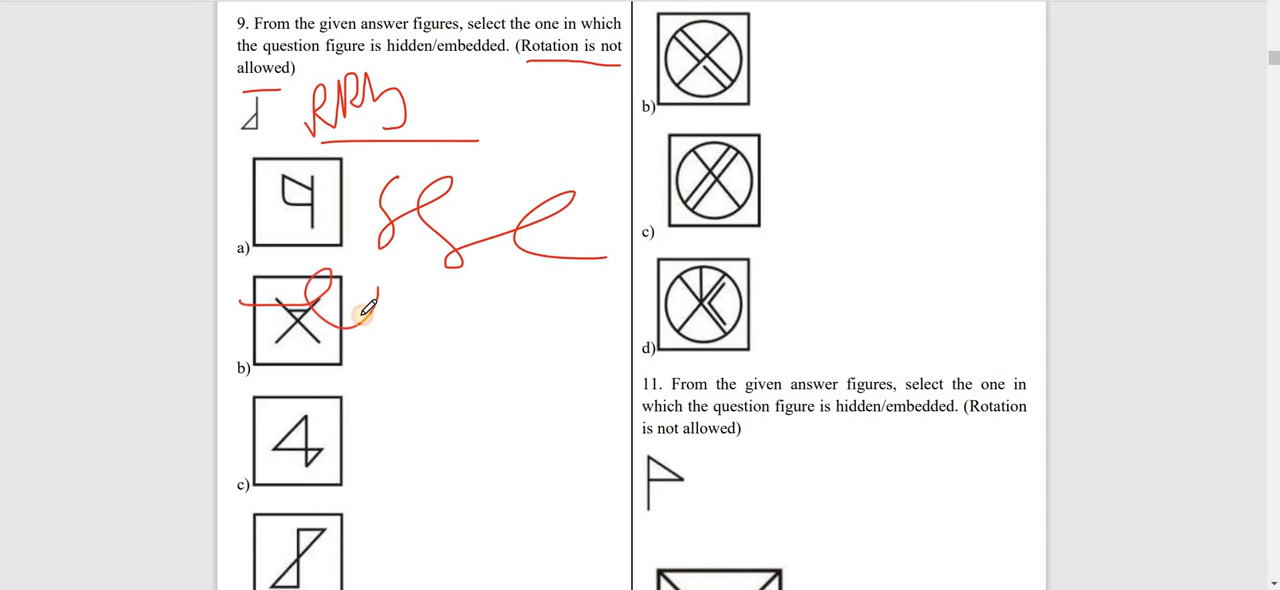 9. From the given answer figures, select the one in which
the question figure is hidden/embedded. (Rotation is not
allowed)
RRB
SSC
a)
b)
c)
b)
c)
d)
11. From the given answer figures, select the one in
which the question figure is hidden/embedded. (Rotation
is not allowed)